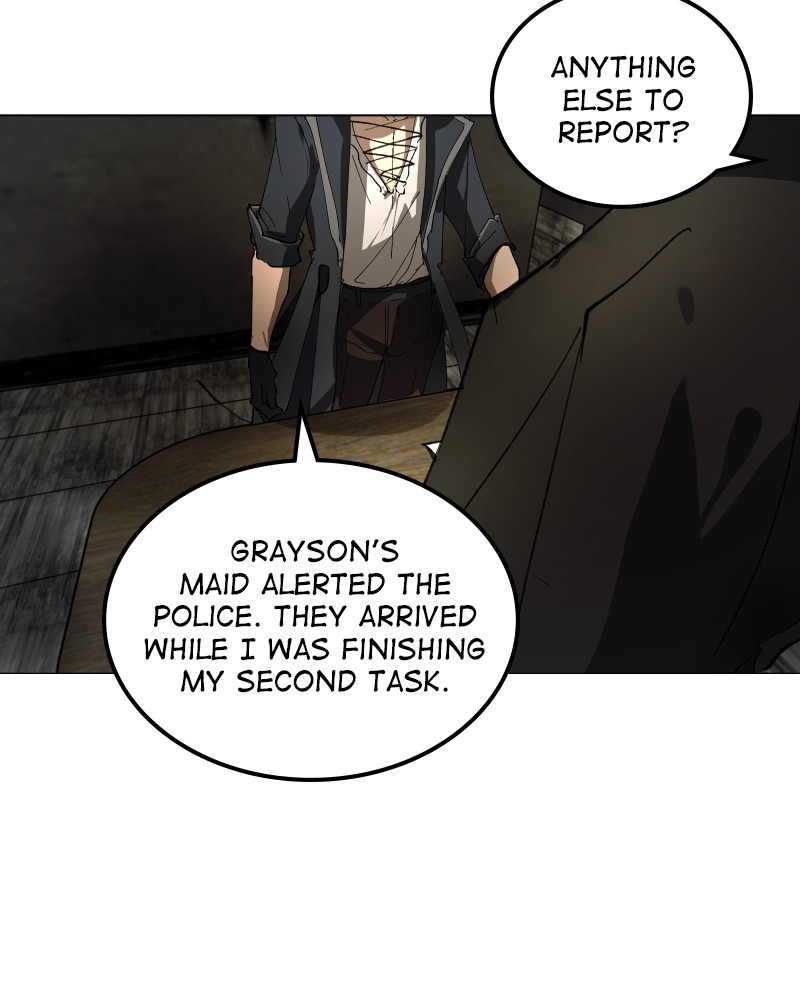 ANYTHING
ELSE TO
REPORT?
GRAYSON'S
MAID ALERTED THE
POLICE. THEY ARRIVED
WHILE I WAS FINISHING
MY SECOND TASK.